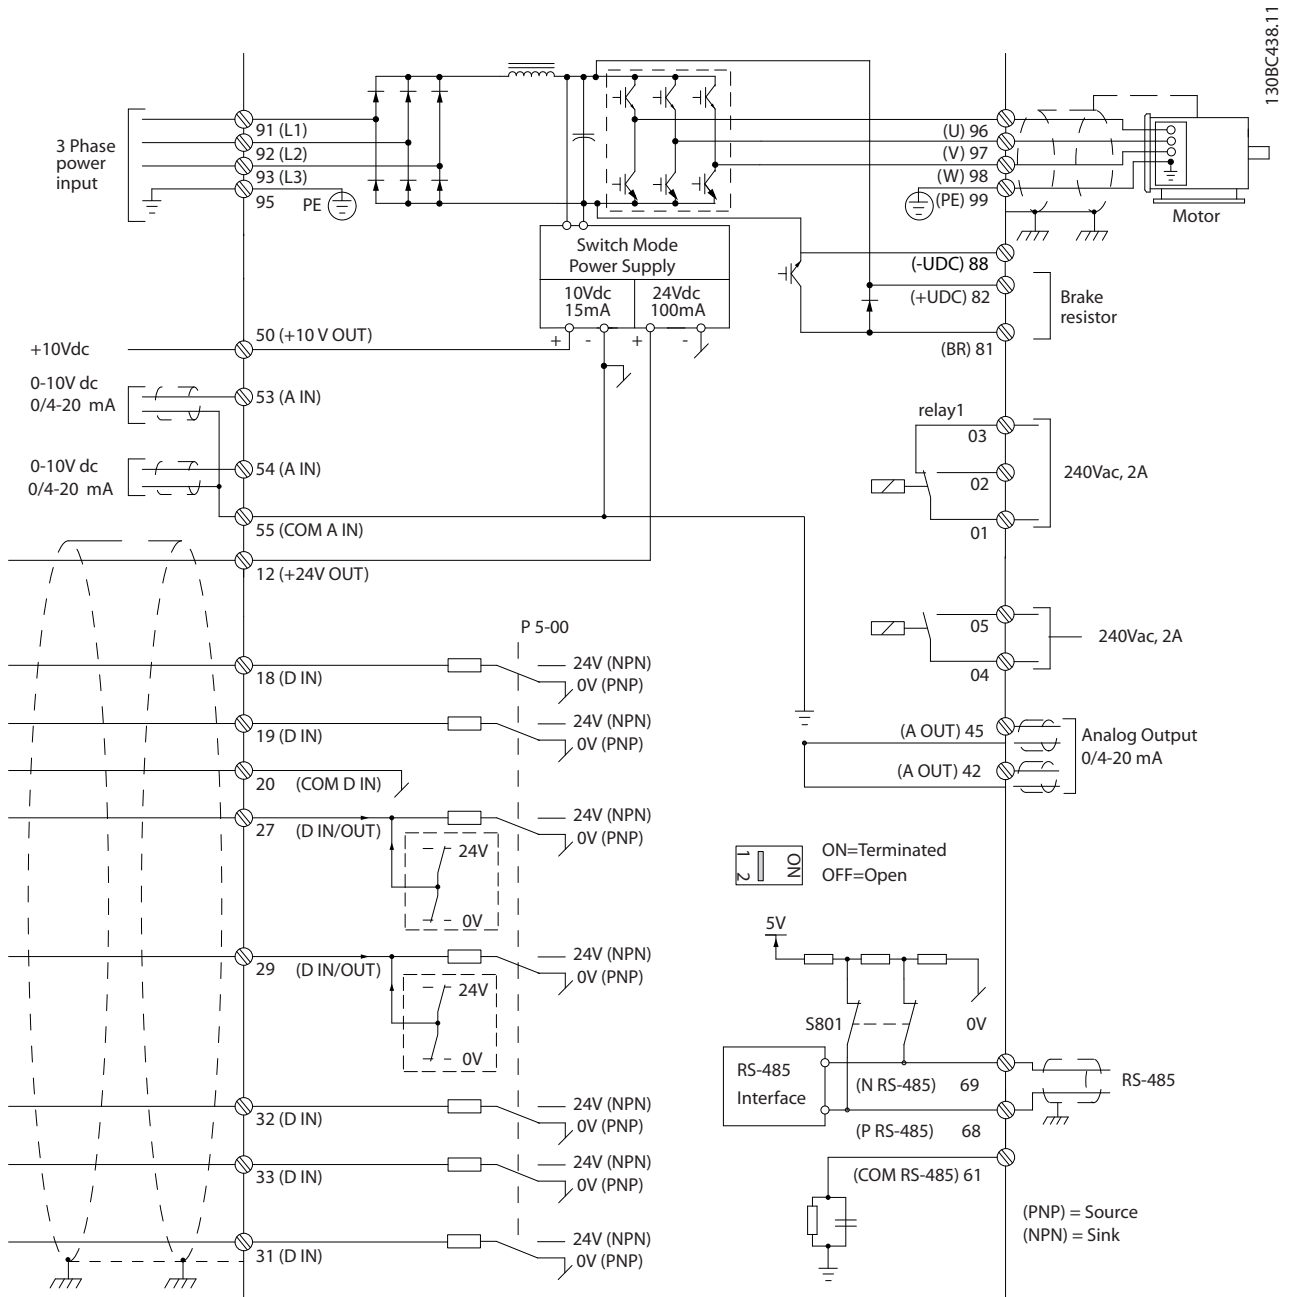 130BC438.11
3 Phase
power
input
91 (L1)
92 (L2)
93 (L3)
95
PE
(U) 96
(V) 97
(W) 98
(PE) 99
Motor
Switch Mode
Power Supply
10Vdc
15mA
24Vdc
100mA
+ - + -
(-UDC) 88
(+UDC) 82
(BR) 81
Brake
resistor
+10Vdc
50 (+10 V OUT)
0-10V dc
0/4-20 mA
53 (A IN)
0-10V dc
0/4-20 mA
54 (A IN)
55 (COM A IN)
12 (+24V OUT)
relay1
03
02
01
240Vac, 2A
05
04
240Vac, 2A
P 5-00
18 (D IN)
24V (NPN)
0V (PNP)
19 (D IN)
24V (NPN)
0V (PNP)
20 (COM D IN)
27 (D IN/OUT)
24V (NPN)
0V (PNP)
24V
0V
29 (D IN/OUT)
24V (NPN)
0V (PNP)
24V
0V
32 (D IN)
24V (NPN)
0V (PNP)
33 (D IN)
24V (NPN)
0V (PNP)
31 (D IN)
24V (NPN)
0V (PNP)
(A OUT) 45
(A OUT) 42
Analog Output
0/4-20 mA
1 2
ON
ON=Terminated
OFF=Open
5V
S801
0V
RS-485
Interface
(N RS-485) 69
(P RS-485) 68
RS-485
(COM RS-485) 61
(PNP) = Source
(NPN) = Sink